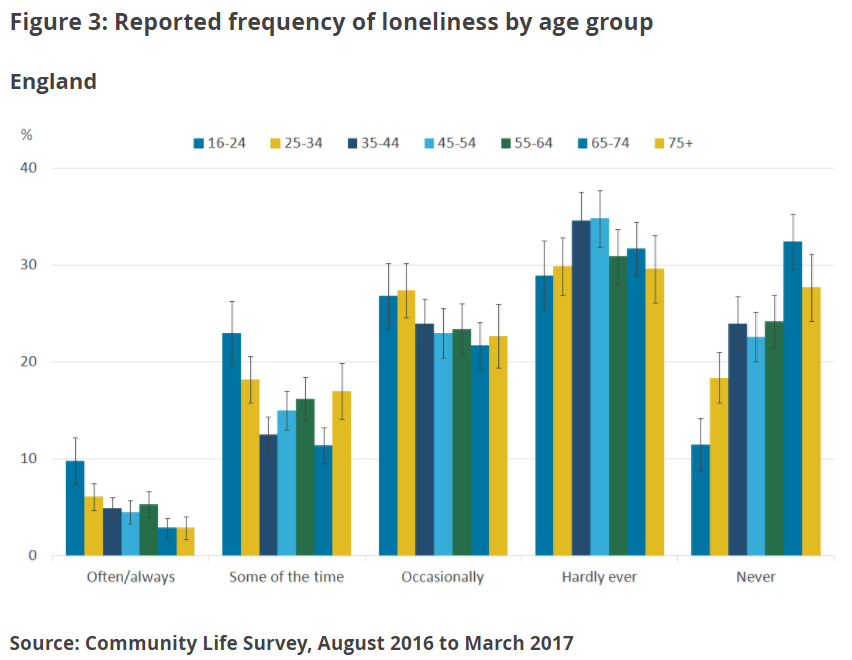 Figure 3: Reported frequency of loneliness by age group
England
%
16-24 25-34 35-44 45-54 55-64 65-74 75+
40
30
20
10
0
Often/always Some of the time Occasionally Hardly ever Never
Source: Community Life Survey, August 2016 to March 2017